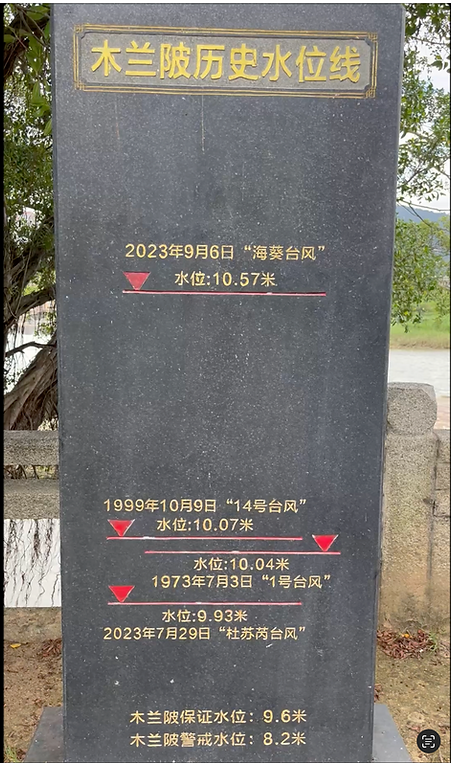 木兰陂历史水位线
2023年9月6日“海葵台风”
水位:10.57米
1999年10月9日“14号台风”
水位:10.07米
水位:10.04米
1973年7月3日“1号台风”
水位:9.93米
2023年7月29日“杜苏芮台风”
木兰陂保证水位：9.6米
木兰陂警戒水位：8.2米